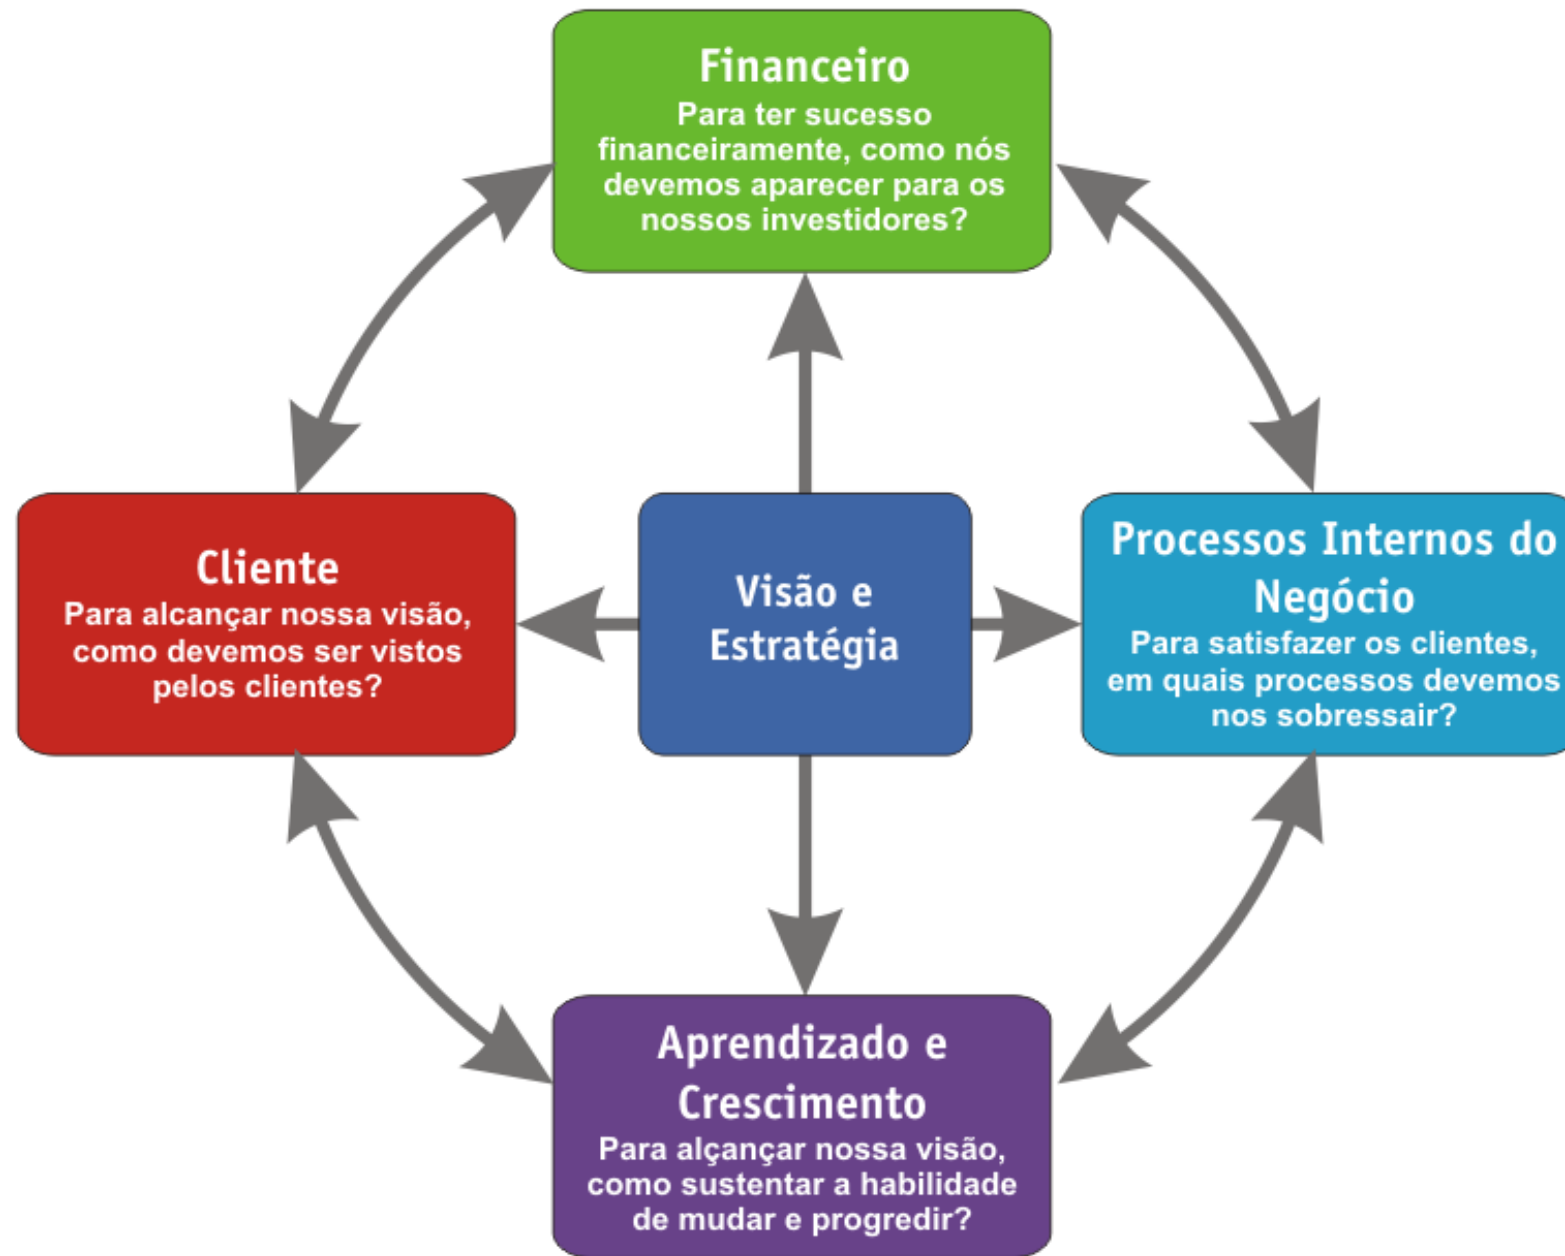 Financeiro
Para ter sucesso
financeiramente, como nós
devemos aparecer para os
nossos investidores?
Cliente
Para alcançar nossa visão,
como devemos ser vistos
pelos clientes?
Visão e
Estratégia
Processos Internos do
Negócio
Para satisfazer os clientes,
em quais processos devemos
nos sobressair?
Aprendizado e
Crescimento
Para alçançar nossa visão,
como sustentar a habilidade
de mudar e progredir?